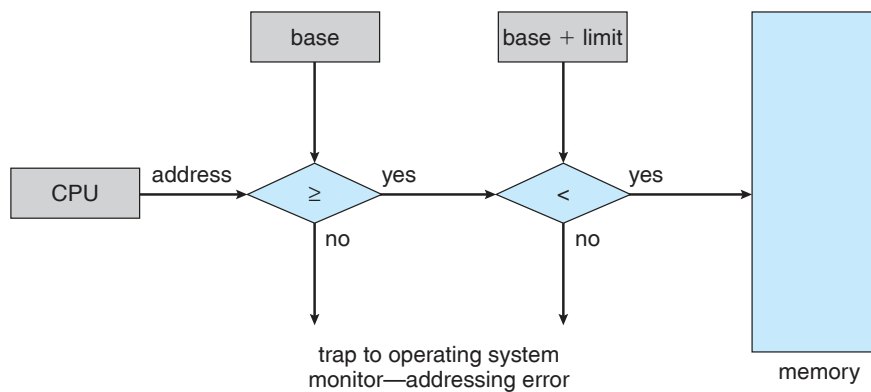 base
base + limit
CPU
address
≥
yes
<
yes
no
no
trap to operating system
monitor—addressing error
memory